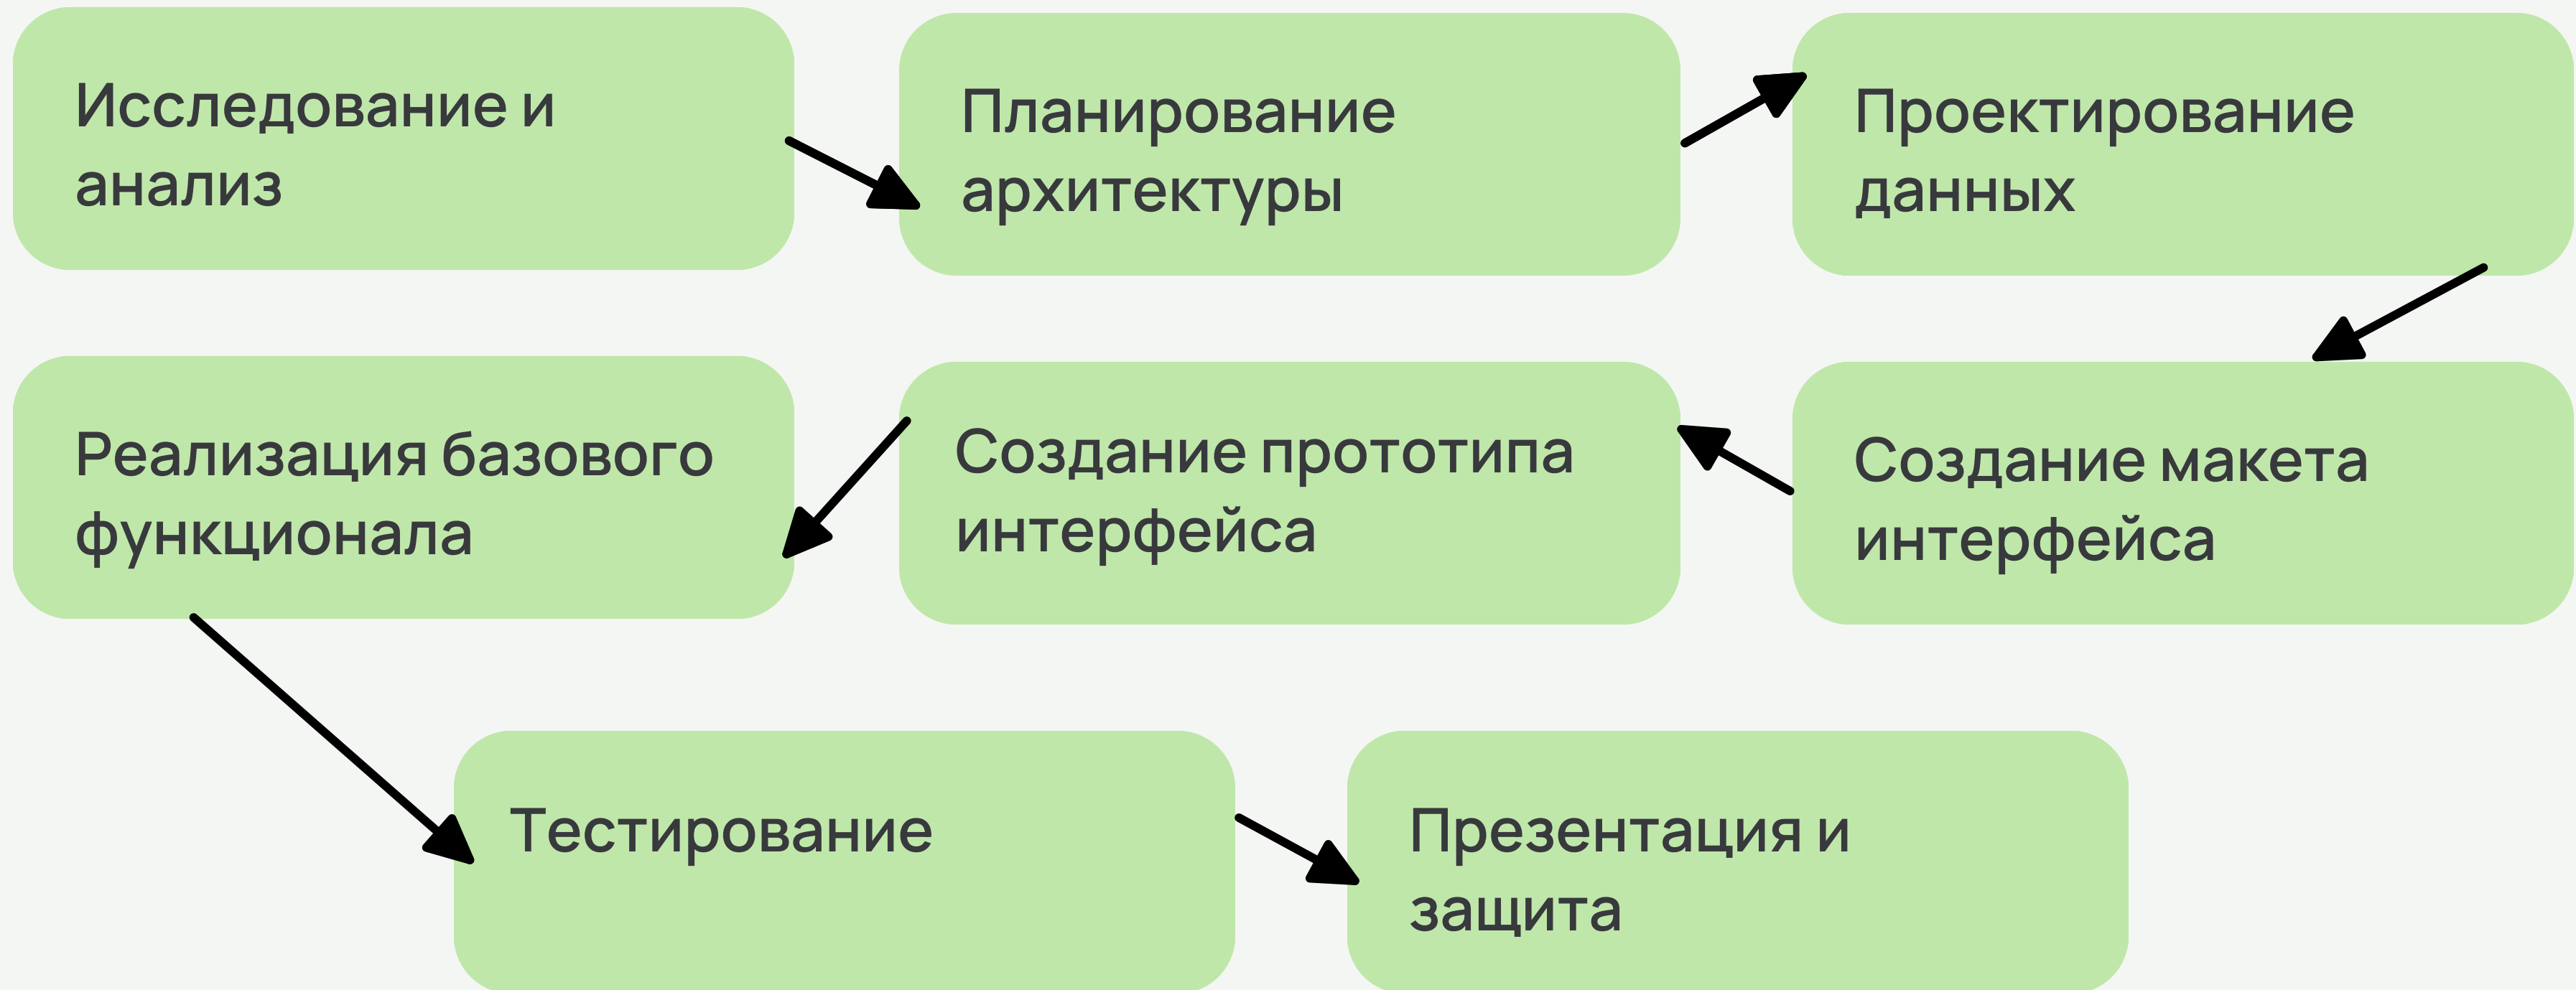 Исследование и
анализ
Планирование
архитектуры
Проектирование
данных
Создание макета
интерфейса
Создание прототипа
интерфейса
Реализация базового
функционала
Тестирование
Презентация и
защита